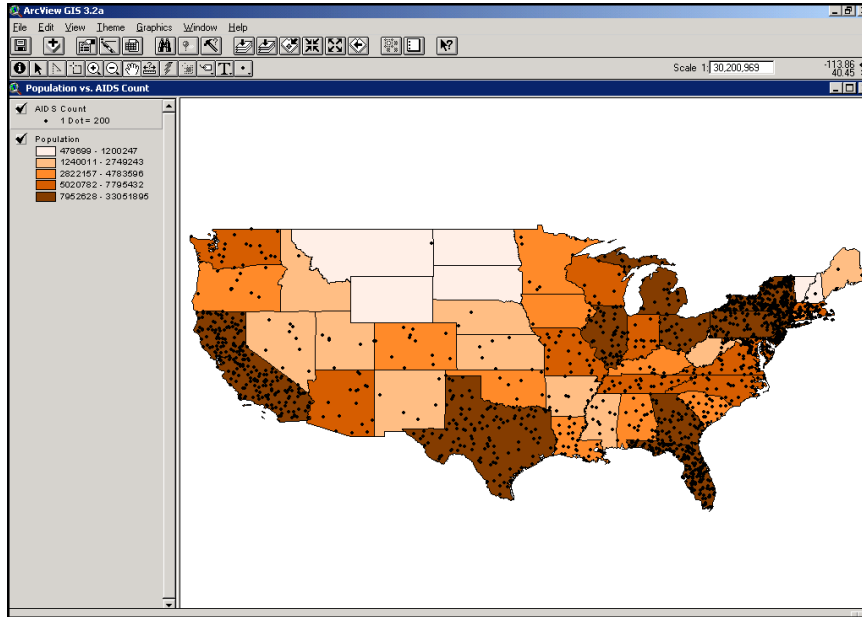 ArcView GIS 3.2a
File Edit View Theme Graphics Window Help
Scale 1: 30,200,969
-113.86
40.45
Population vs. AIDS Count
AIDS Count
1 Dot = 200
Population
479699 - 1200247
1240011 - 2749243
2822157 - 4783596
5020782 - 7795432
7952628 - 33051895